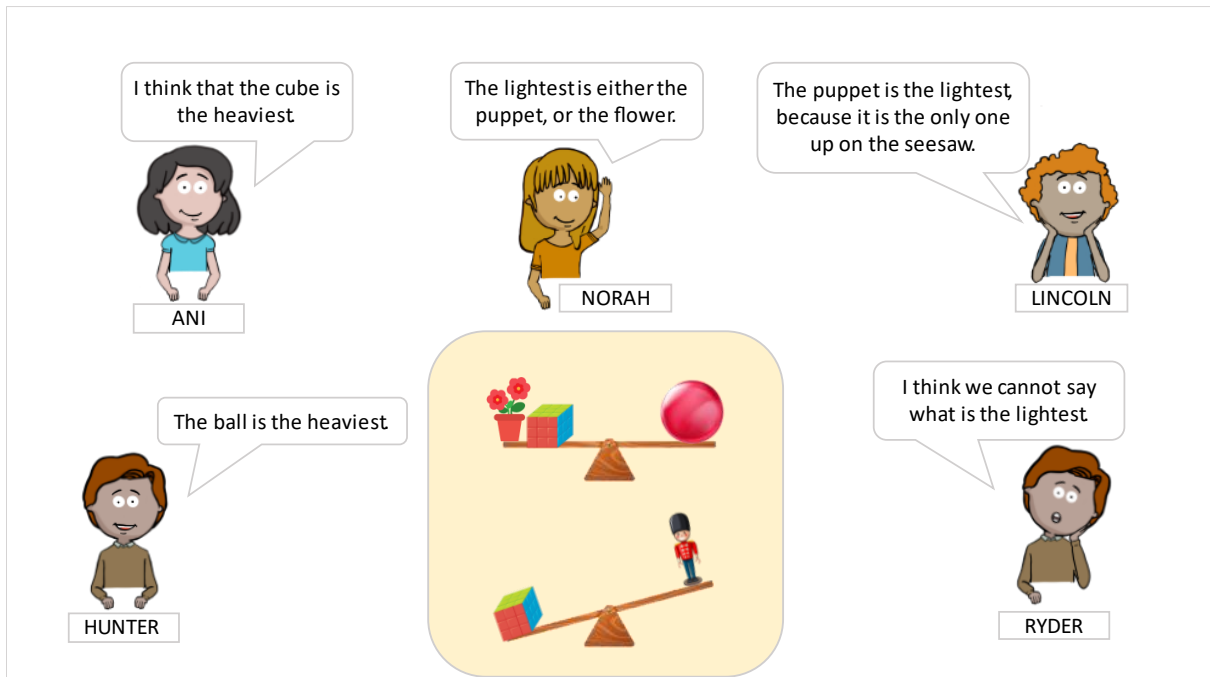 I think that the cube is
the heaviest.
The lightest is either the
puppet, or the flower.
The puppet is the lightest,
because it is the only one
up on the seesaw.
ANI
NORAH
LINCOLN
The ball is the heaviest.
I think we cannot say
what is the lightest.
HUNTER
RYDER